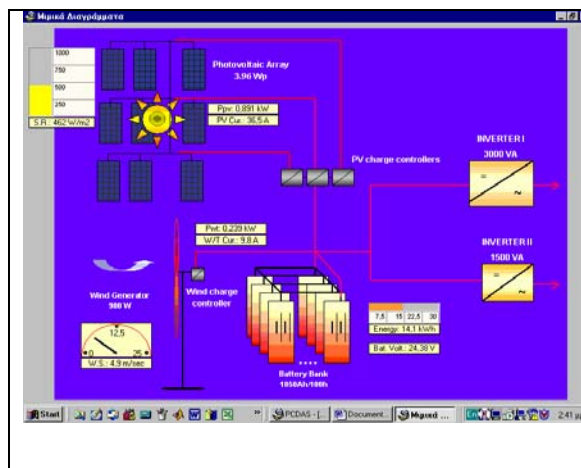 Μιμικά Διαγράμματα
1000
750
500
250
S.R.: 462 W/m2
Photovoltaic Array
3.96 Wp
Ppv: 0,891 kW
PV Cur.: 36,5 A
PV charge controllers
INVERTER I
3000 VA
=
~
INVERTER II
1500 VA
=
~
Pwt: 0,239 kW
W/T Cur.: 9,8 A
Wind charge
controller
Wind Generator
900 W
12,5
0
25
W.S.: 4,9 m/sec
7,5 15 22,5 30
Energy: 14,1 kWh
Bat. Volt.: 24,38 V
Battery Bank
1050Ah/100h
Start
»
PCDAS - [...
Document...
Μιμικά ...
En
2:41 μμ